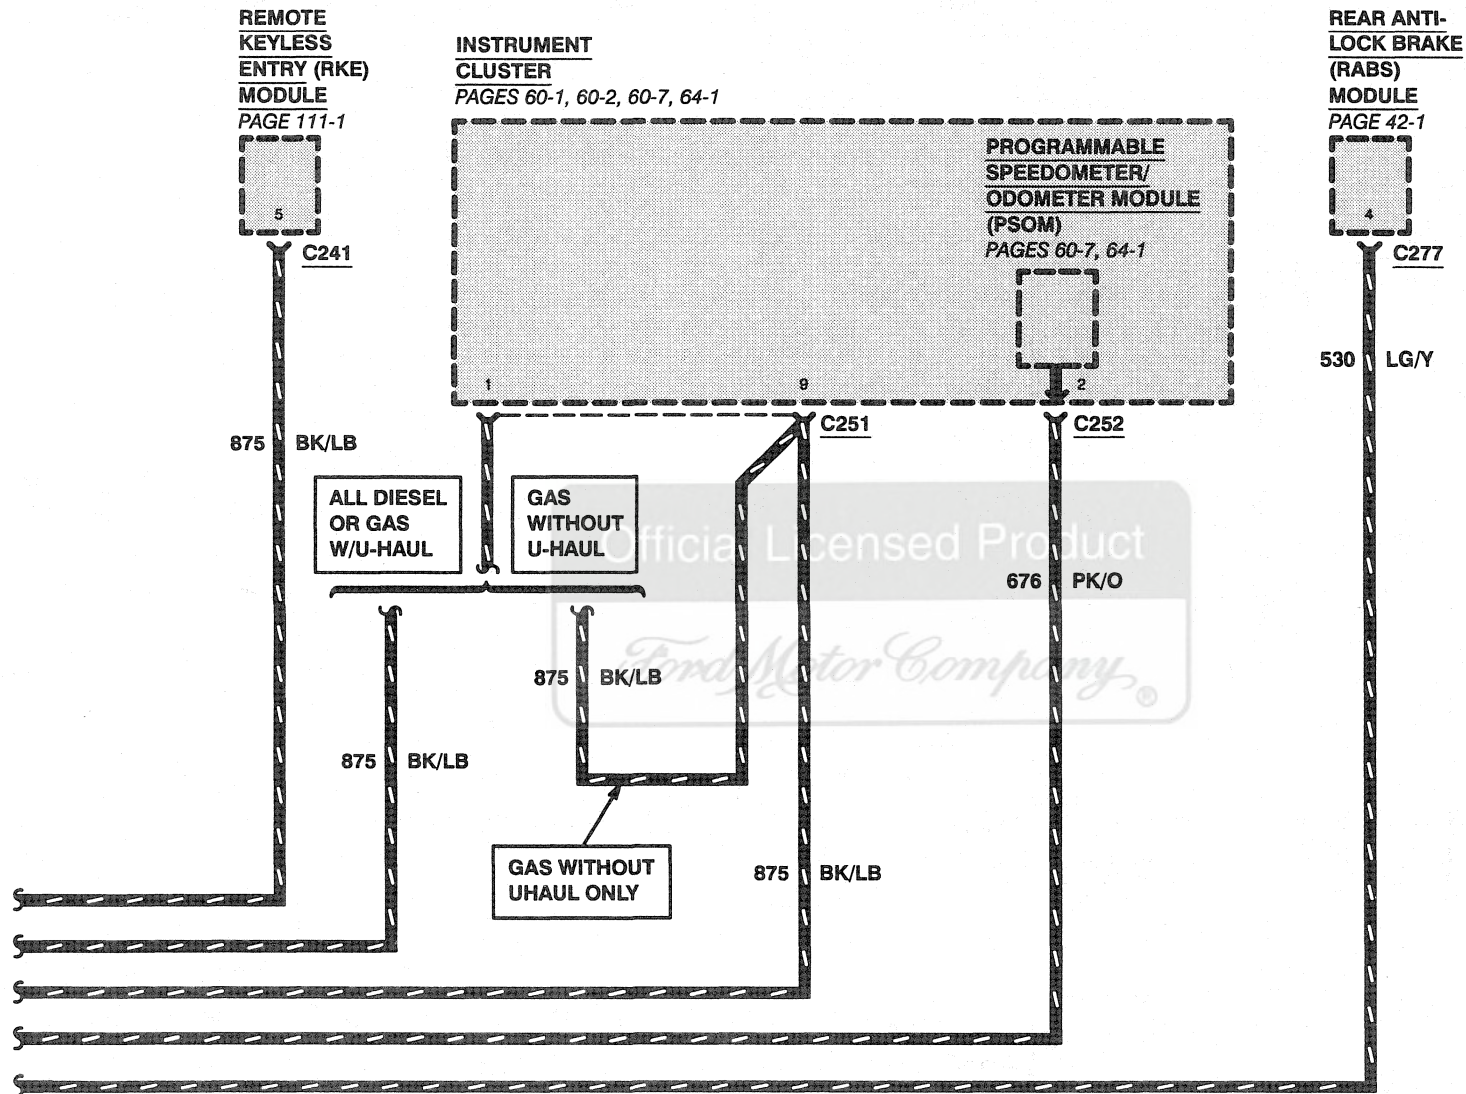 REMOTE
KEYLESS
ENTRY (RKE)
MODULE
PAGE 111-1
5
C241
875 BK/LB
INSTRUMENT
CLUSTER
PAGES 60-1, 60-2, 60-7, 64-1
PROGRAMMABLE
SPEEDOMETER/
ODOMETER MODULE
(PSOM)
PAGES 60-7, 64-1
1
9
2
C251
C252
REAR ANTI-
LOCK BRAKE
(RABS)
MODULE
PAGE 42-1
4
C277
530 LG/Y
ALL DIESEL
OR GAS
W/U-HAUL
GAS
WITHOUT
U-HAUL
Official Licensed Product
Ford Motor Company ®
676 PK/O
875 BK/LB
875 BK/LB
GAS WITHOUT
UHAUL ONLY
875 BK/LB